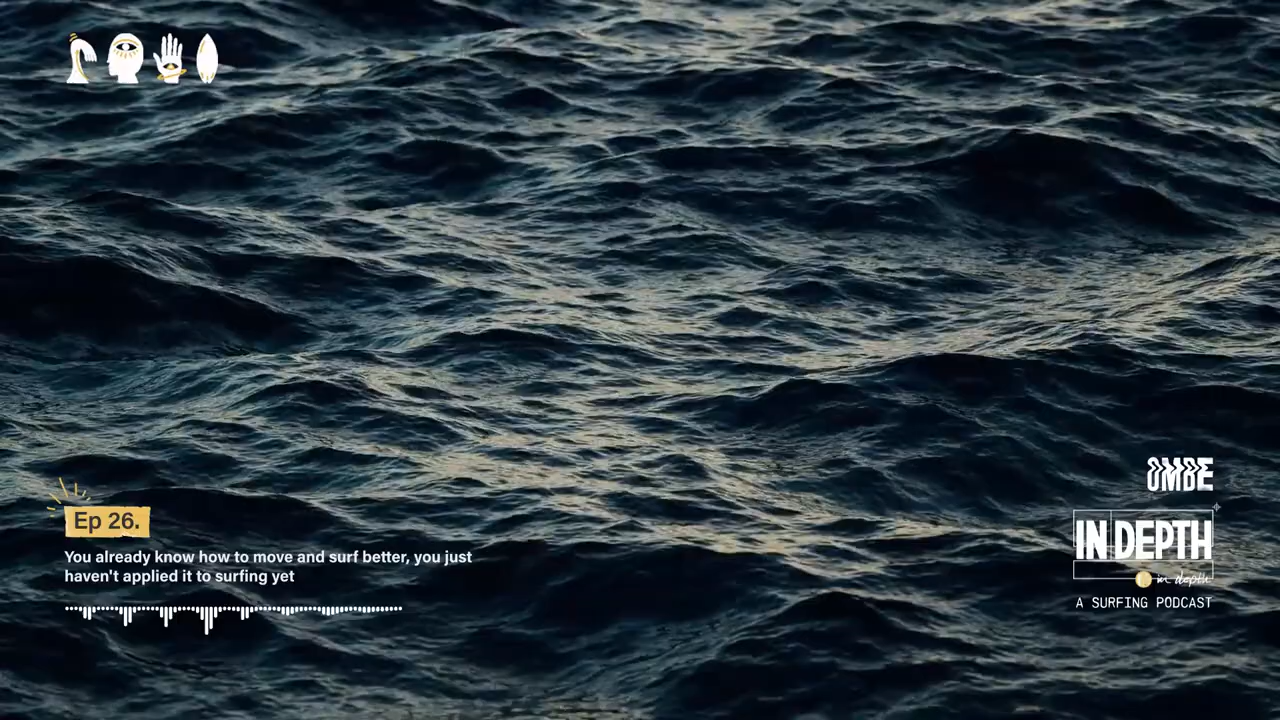 Ep 26.
You already know how to move and surf better, you just
haven't applied it to surfing yet
OMBE
IN DEPTH
in depth
A SURFING PODCAST